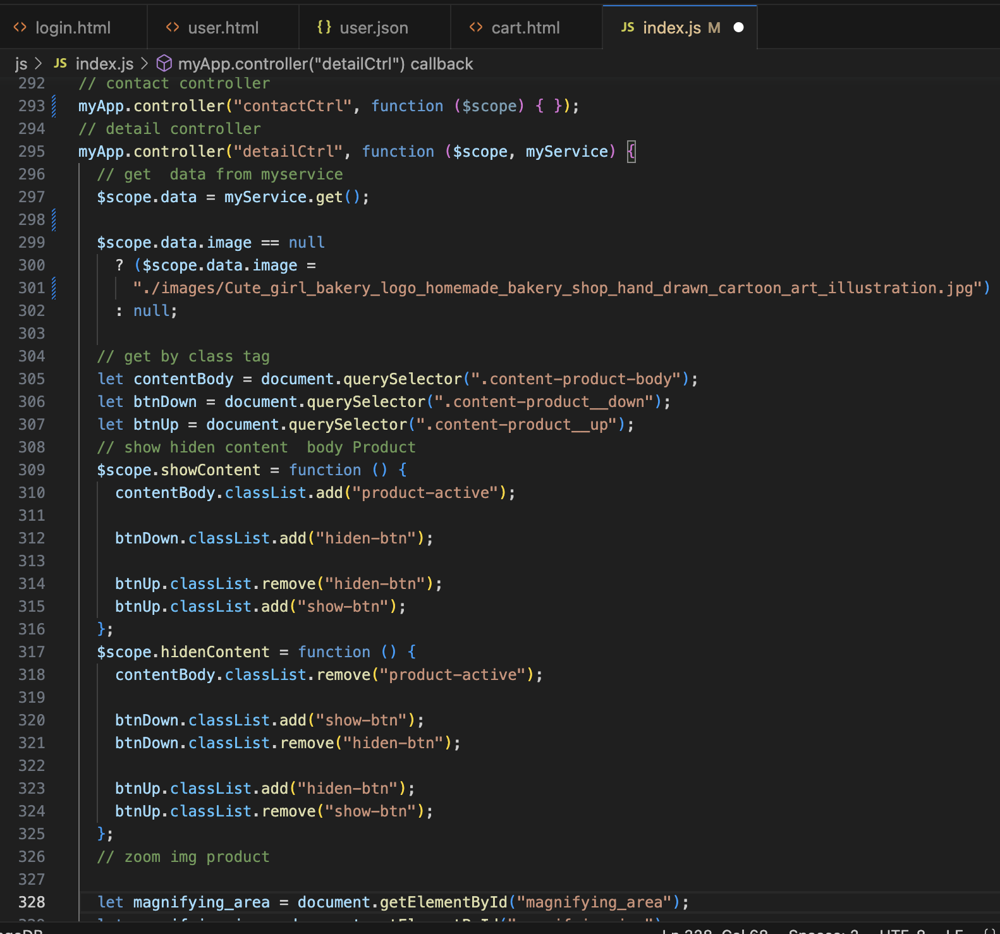 login.html user.html {} user.json cart.html JS index.js M
js > JS index.js > myApp.controller("detailCtrl") callback
292 // contact controller
293 myApp.controller("contactCtrl", function ($scope) { });
294 // detail controller
295 myApp.controller("detailCtrl", function ($scope, myService) {
296 // get  data from myservice
297 $scope.data = myService.get();
298
299 $scope.data.image == null
300 ? ($scope.data.image =
301 "./images/Cute_girl_bakery_logo_homemade_bakery_shop_hand_drawn_cartoon_art_illustration.jpg")
302 : null;
303
304 // get by class tag
305 let contentBody = document.querySelector(".content-product-body");
306 let btnDown = document.querySelector(".content-product__down");
307 let btnUp = document.querySelector(".content-product__up");
308 // show hiden content  body Product
309 $scope.showContent = function () {
310 contentBody.classList.add("product-active");
311
312 btnDown.classList.add("hiden-btn");
313
314 btnUp.classList.remove("hiden-btn");
315 btnUp.classList.add("show-btn");
316 };
317 $scope.hidenContent = function () {
318 contentBody.classList.remove("product-active");
319
320 btnDown.classList.add("show-btn");
321 btnDown.classList.remove("hiden-btn");
322
323 btnUp.classList.add("hiden-btn");
324 btnUp.classList.remove("show-btn");
325 };
326 // zoom img product
327
328 let magnifying_area = document.getElementById("magnifying_area");